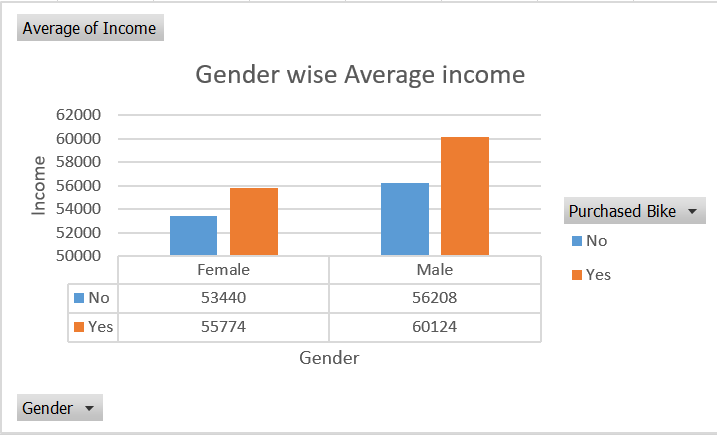 Average of Income
Gender wise Average income
Income
62000
60000
58000
56000
54000
52000
50000
Female Male
No 53440 56208
Yes 55774 60124
Gender
Purchased Bike
No
Yes
Gender